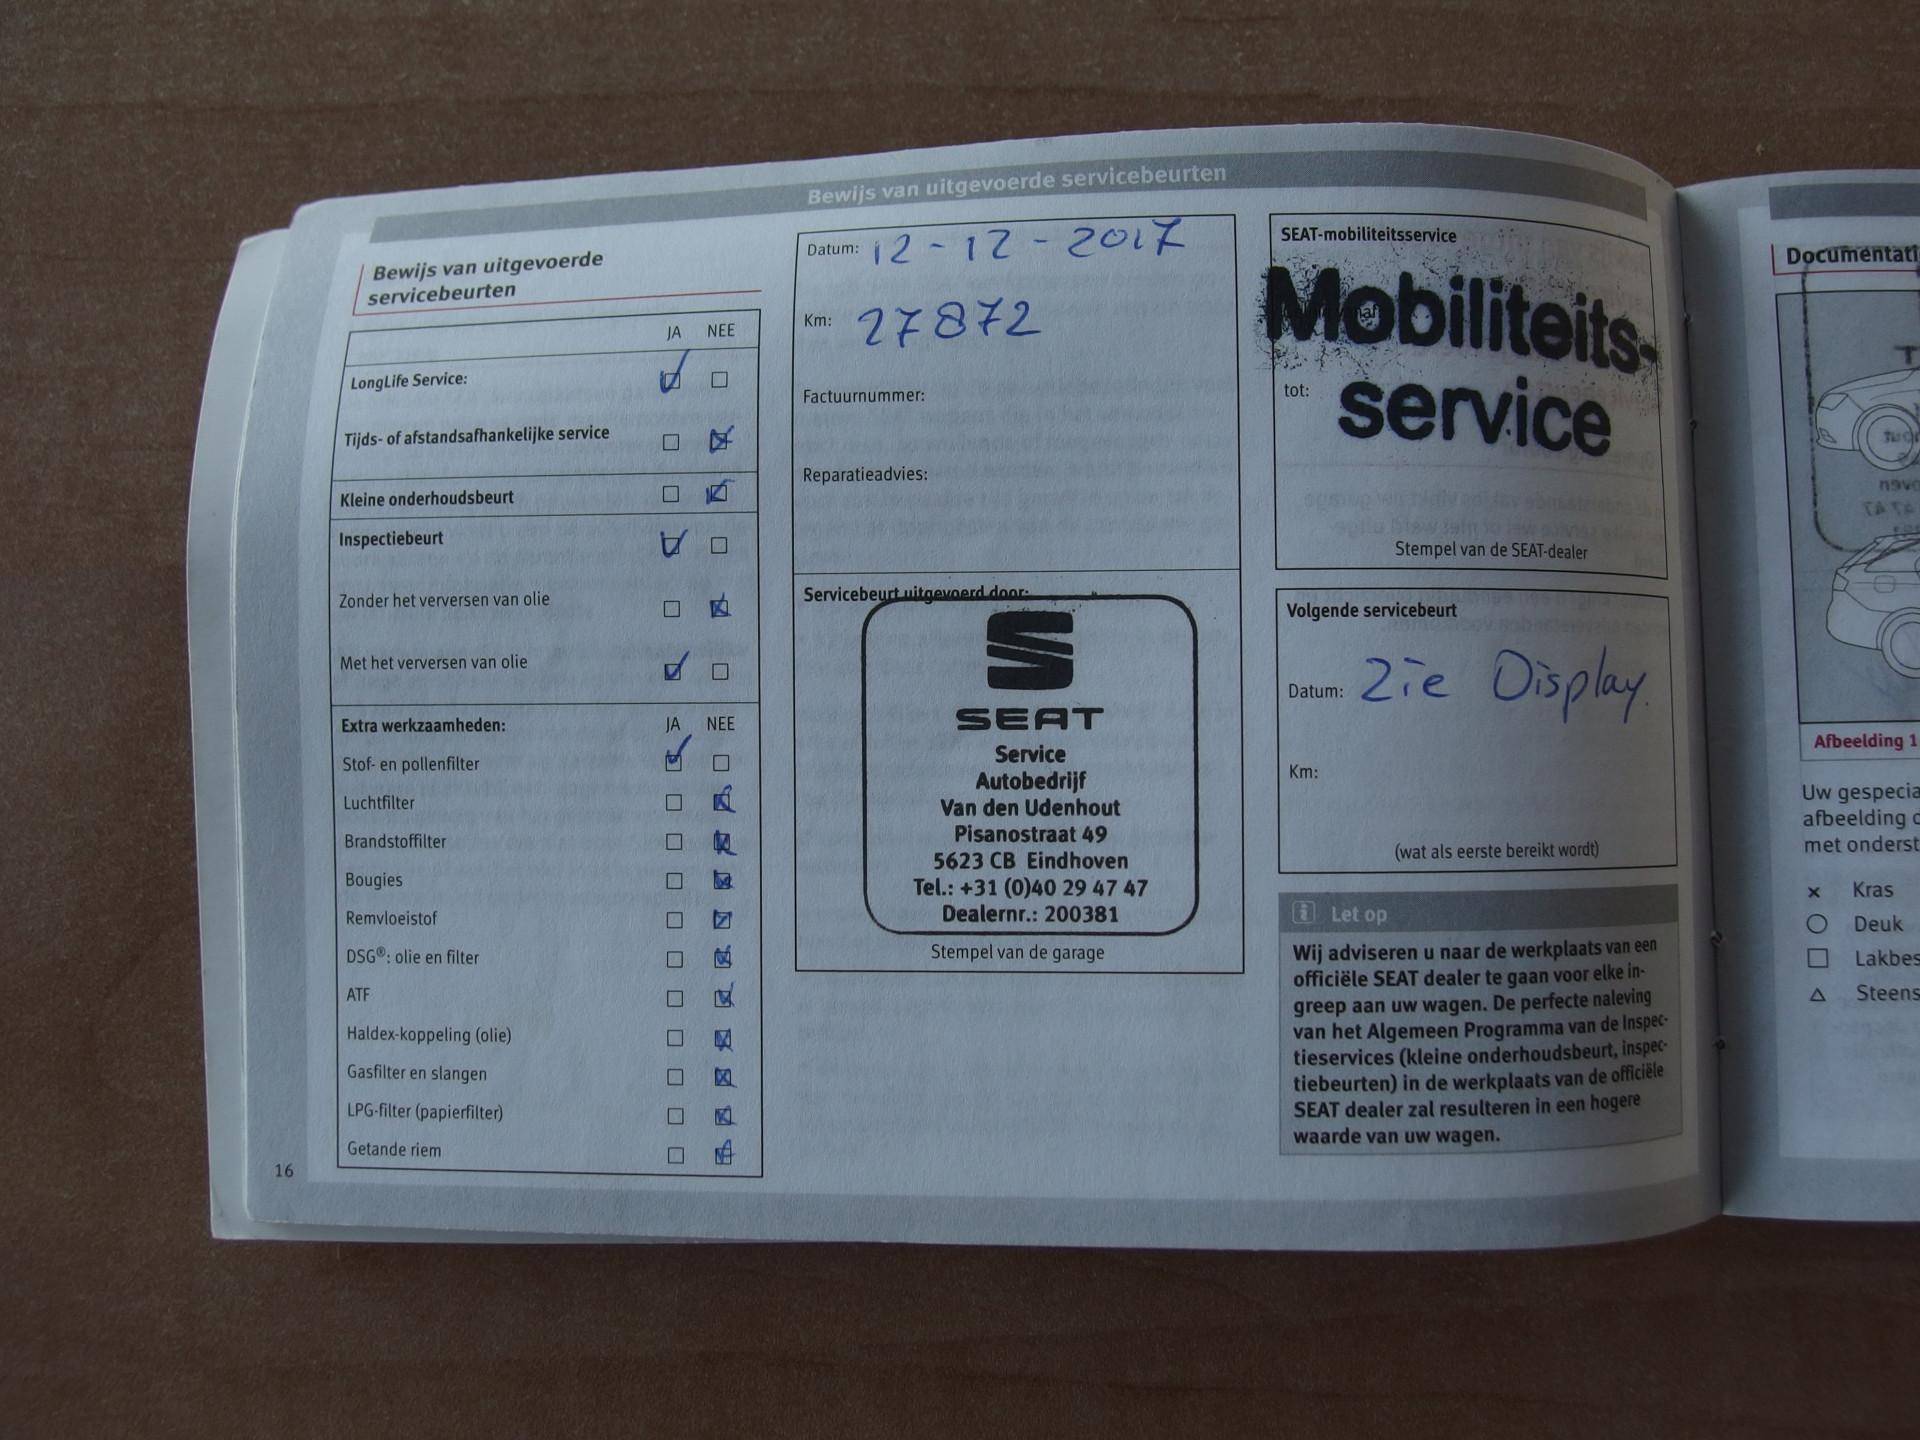 Bewijs van uitgevoerde servicebeurten
Bewijs van uitgevoerde
servicebeurten
JA NEE
LongLife Service:
Tijds- of afstandsafhankelijke service
Kleine onderhoudsbeurt
Inspectiebeurt
Zonder het verversen van olie
Met het verversen van olie
Extra werkzaamheden: JA NEE
Stof- en pollenfilter
Luchtfilter
Brandstoffilter
Bougies
Remvloeistof
DSG®: olie en filter
ATF
Haldex-koppeling (olie)
Gasfilter en slangen
LPG-filter (papierfilter)
Getande riem
16
Datum: 12-12-2017
Km: 27872
Factuurnummer:
Reparatieadvies:
Servicebeurt uitgevoerd door:
SEAT
Service
Autobedrijf
Van den Udenhout
Pisanostraat 49
5623 CB Eindhoven
Tel.: +31 (0)40 29 47 47
Dealernr.: 200381
Stempel van de garage
SEAT-mobiliteitsservice
Mobiliteits-
tot:
service
Stempel van de SEAT-dealer
Volgende servicebeurt
Datum: Zie Display.
Km:
(wat als eerste bereikt wordt)
Let op
Wij adviseren u naar de werkplaats van een
officiële SEAT dealer te gaan voor elke in-
greep aan uw wagen. De perfecte naleving
van het Algemeen Programma van de Inspec-
tieservices (kleine onderhoudsbeurt, inspec-
tiebeurten) in de werkplaats van de officiële
SEAT dealer zal resulteren in een hogere
waarde van uw wagen.
Documentati
Afbeelding 1
Uw gespecia
afbeelding
met onderst
Kras
Deuk
Lakbes
Steens